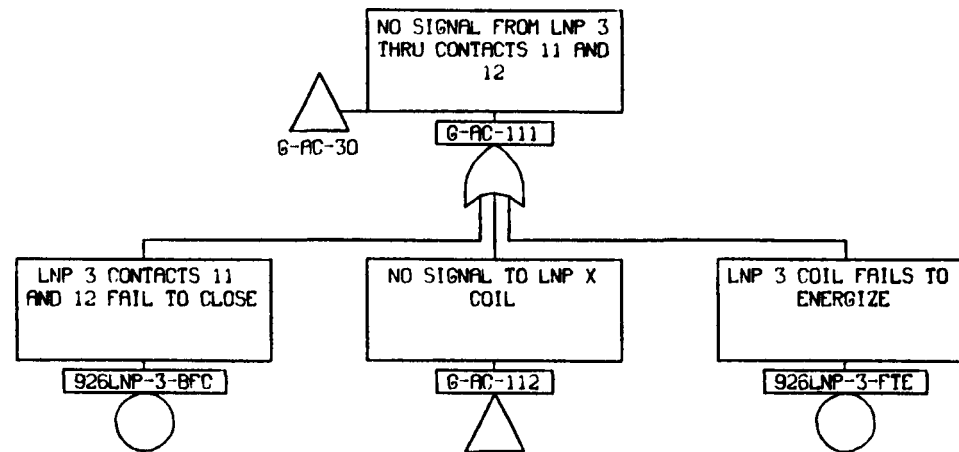 NO SIGNAL FROM LNP 3
THRU CONTACTS 11 AND
12
G-AC-30
G-AC-111
LNP 3 CONTACTS 11
AND 12 FAIL TO CLOSE
926LNP-3-BFC
NO SIGNAL TO LNP X
COIL
G-AC-112
LNP 3 COIL FAILS TO
ENERGIZE
926LNP-3-FTE